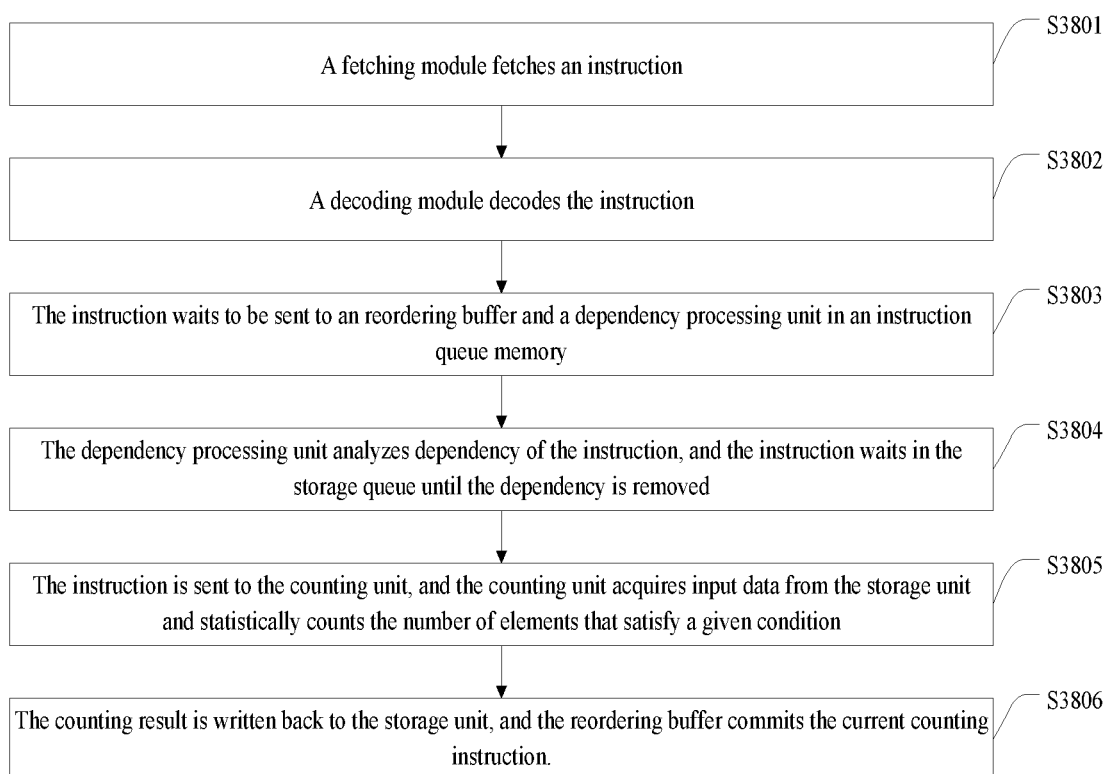 S3801
A fetching module fetches an instruction
S3802
A decoding module decodes the instruction
S3803
The instruction waits to be sent to an reordering buffer and a dependency processing unit in an instruction
queue memory
S3804
The dependency processing unit analyzes dependency of the instruction, and the instruction waits in the
storage queue until the dependency is removed
S3805
The instruction is sent to the counting unit, and the counting unit acquires input data from the storage unit
and statistically counts the number of elements that satisfy a given condition
S3806
The counting result is written back to the storage unit, and the reordering buffer commits the current counting
instruction.